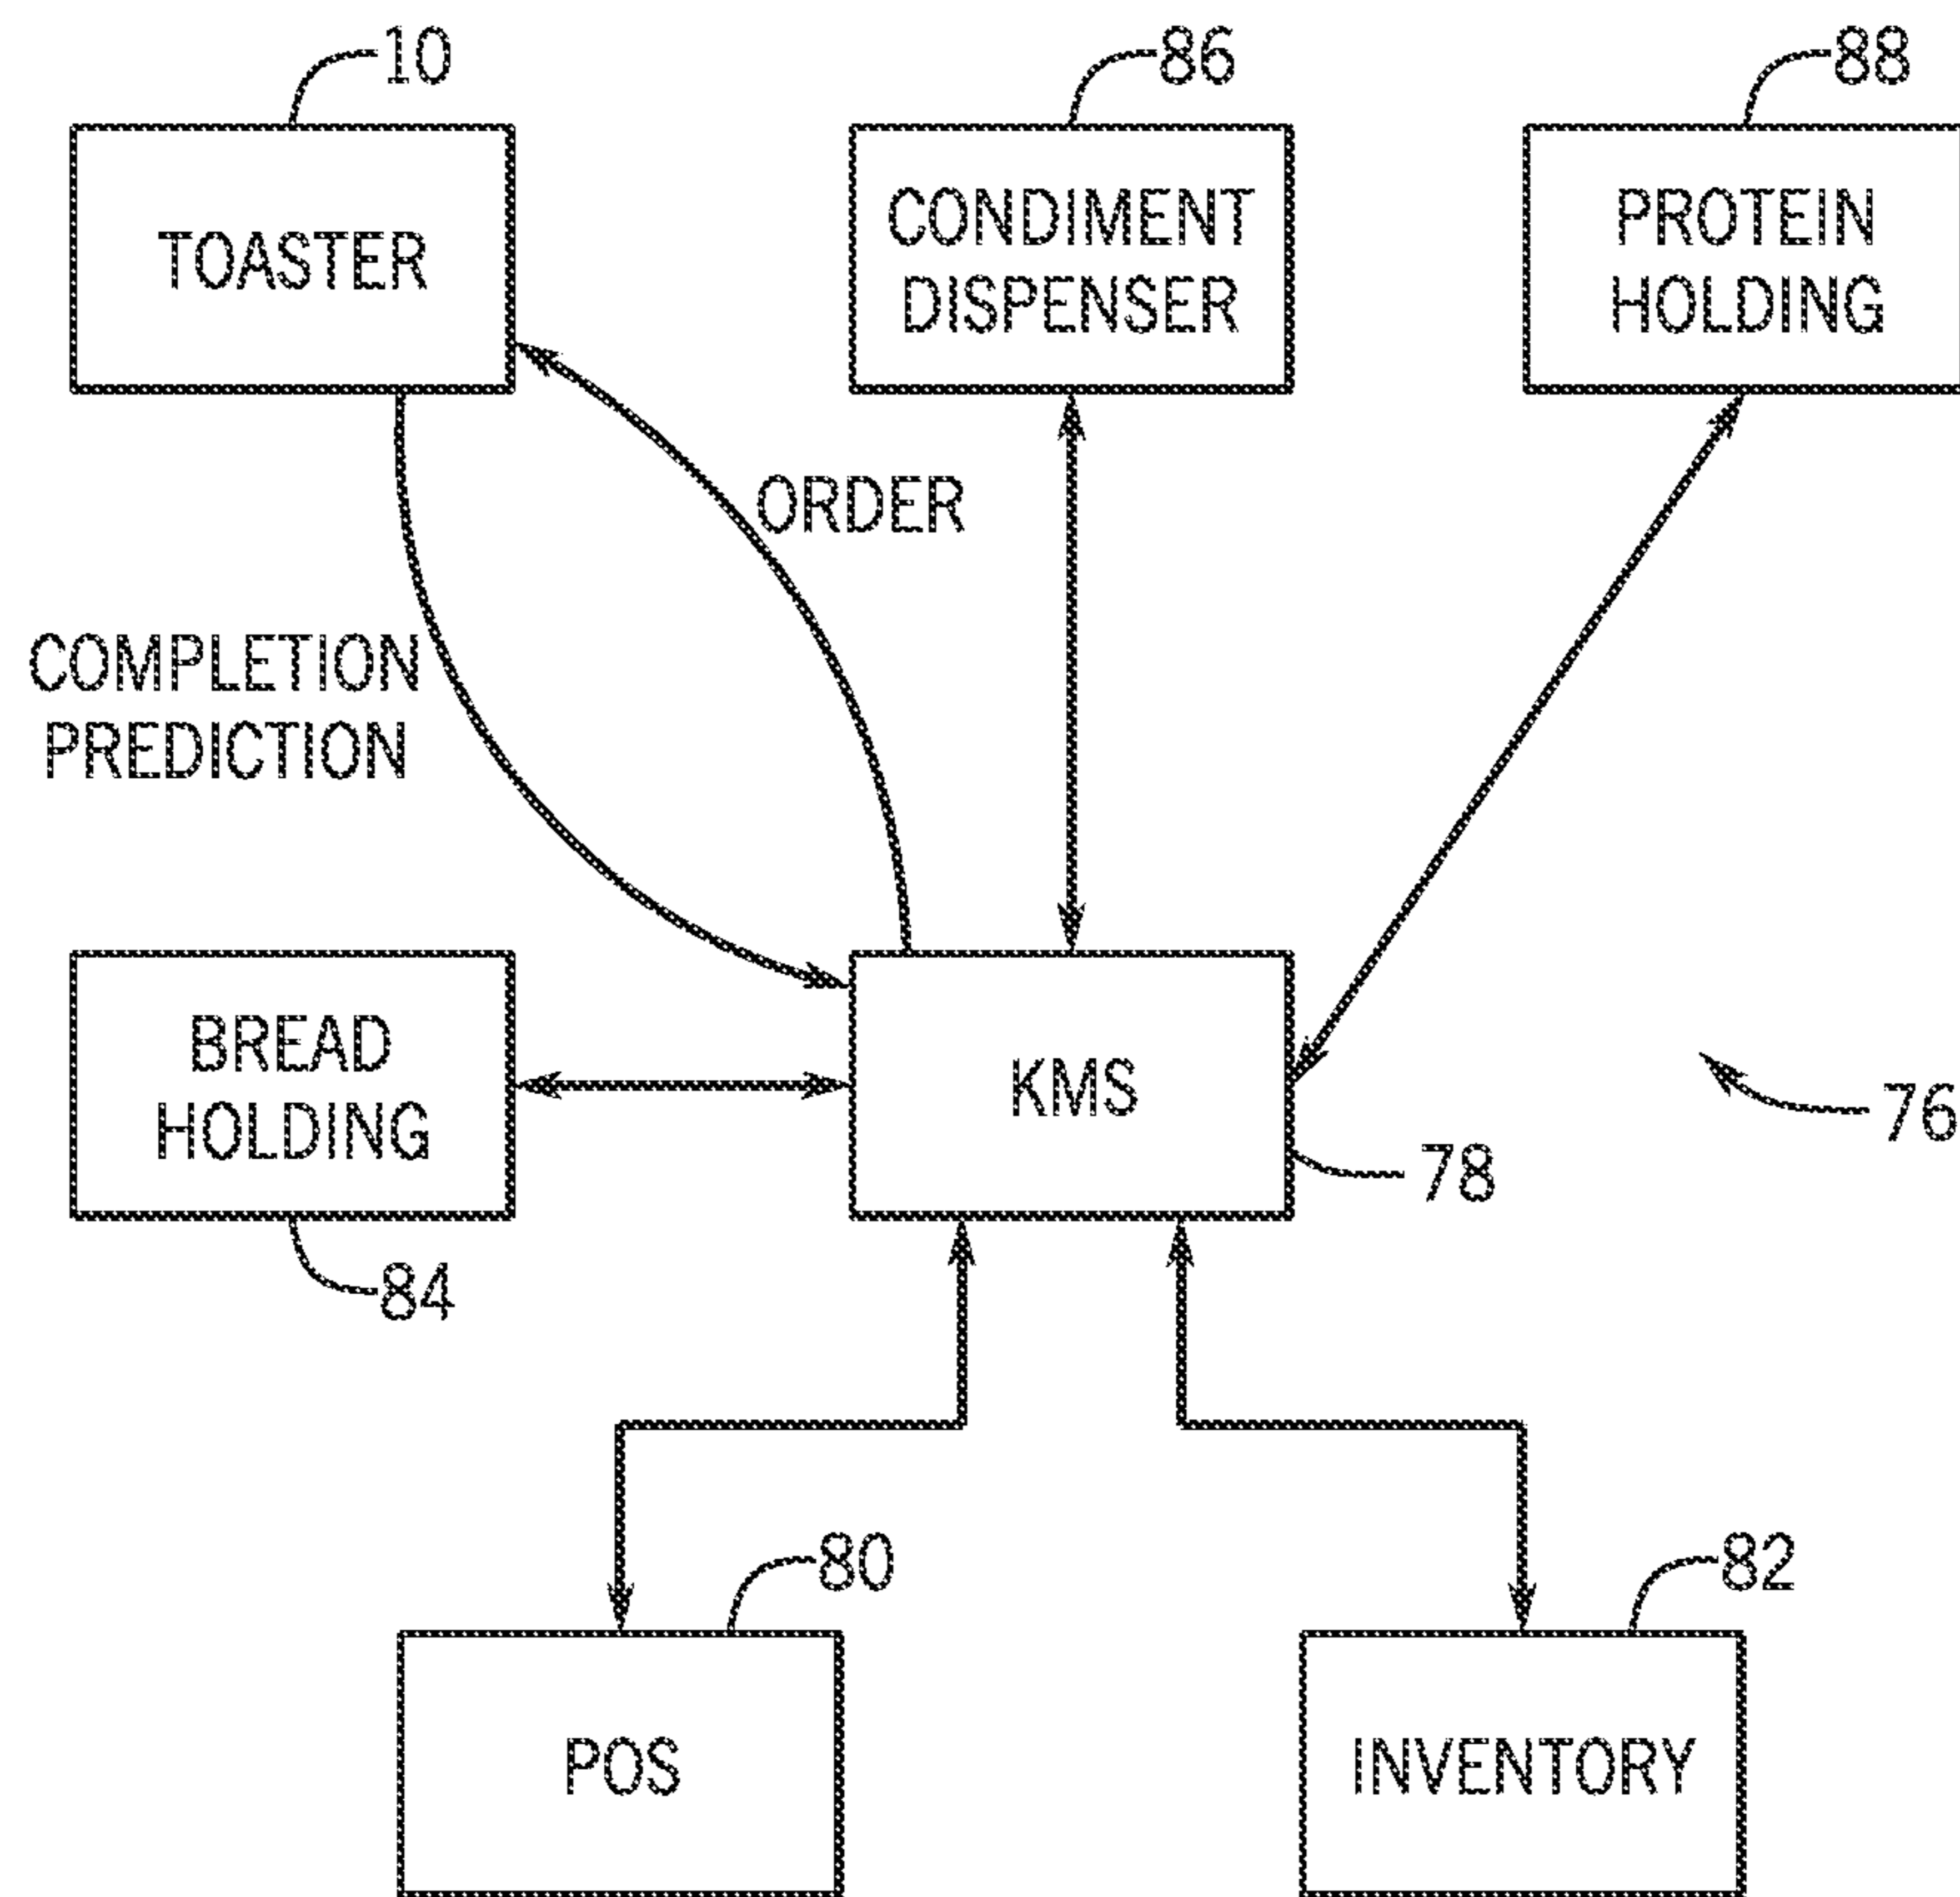 10
86
88
TOASTER
CONDIMENT
DISPENSER
PROTEIN
HOLDING
ORDER
COMPLETION
PREDICTION
BREAD
HOLDING
KMS
76
78
84
80
82
POS
INVENTORY